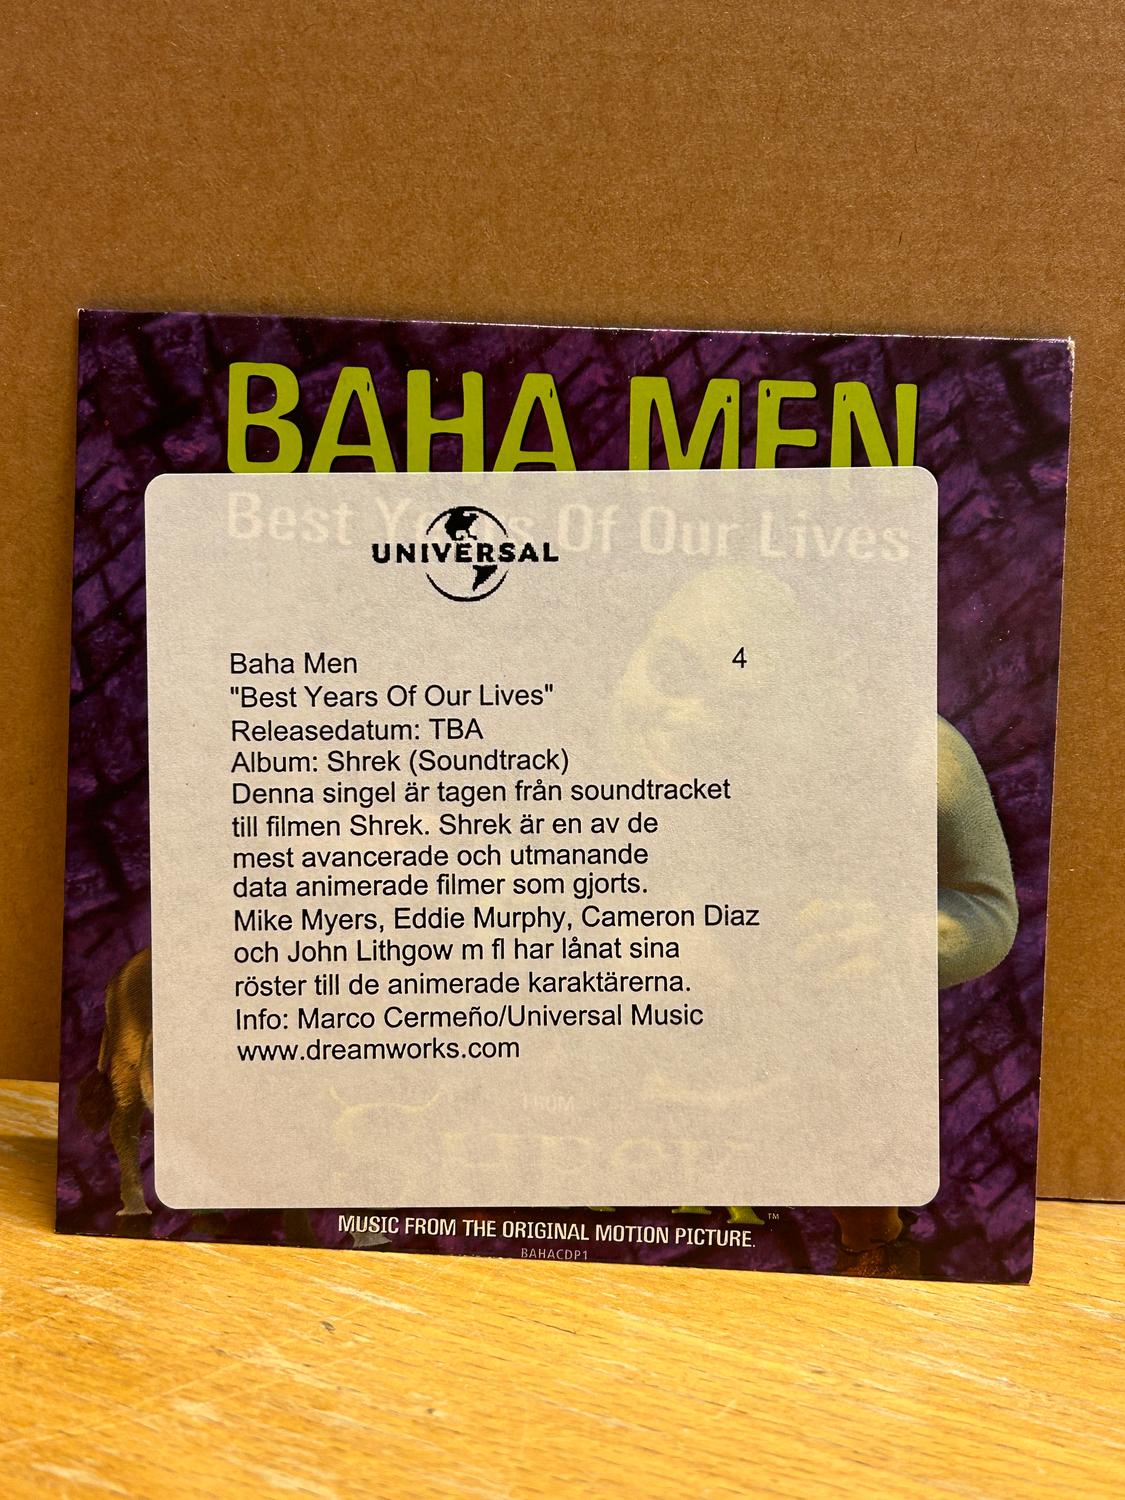 BAHA MEN
Best Years Of Our Lives
UNIVERSAL
Baha Men 4
"Best Years Of Our Lives"
Releasedatum: TBA
Album: Shrek (Soundtrack)
Denna singel är tagen från soundtracket
till filmen Shrek. Shrek är en av de
mest avancerade och utmanande
data animerade filmer som gjorts.
Mike Myers, Eddie Murphy, Cameron Diaz
och John Lithgow m fl har lånat sina
röster till de animerade karaktärerna.
Info: Marco Cermeño/Universal Music
www.dreamworks.com
FROM
SHREK
™
MUSIC FROM THE ORIGINAL MOTION PICTURE.
BAHACDP1